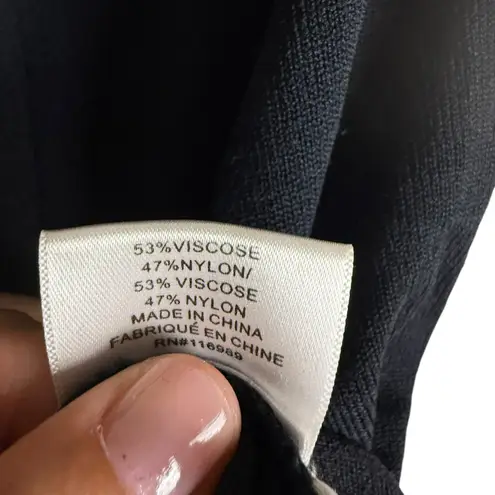 53%VISCOSE
47%NYLON/
53% VISCOSE
47% NYLON
MADE IN CHINA
FABRIQUÉ EN CHINE
RN#116989